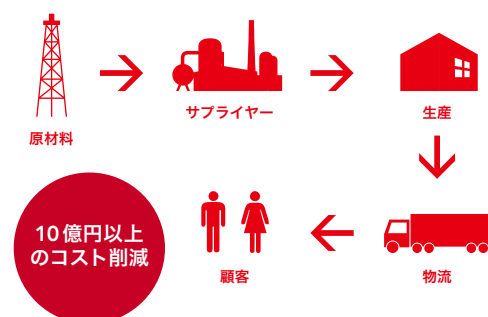 原材料
サプライヤー
生産
物流
顧客
10億円以上
のコスト削減